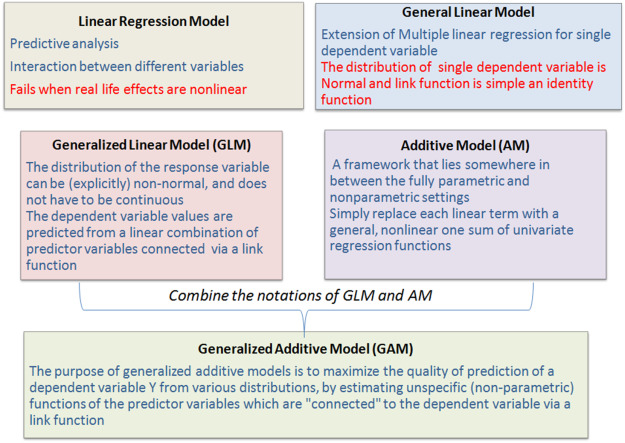 Linear Regression Model
Predictive analysis
Interaction between different variables
Fails when real life effects are nonlinear
General Linear Model
Extension of Multiple linear regression for single
dependent variable
The distribution of single dependent variable is
Normal and link function is simple an identity
function
Generalized Linear Model (GLM)
The distribution of the response variable
can be (explicitly) non-normal, and does
not have to be continuous
The dependent variable values are
predicted from a linear combination of
predictor variables connected via a link
function
Additive Model (AM)
A framework that lies somewhere in
between the fully parametric and
nonparametric settings
Simply replace each linear term with a
general, nonlinear one sum of univariate
regression functions
Combine the notations of GLM and AM
Generalized Additive Model (GAM)
The purpose of generalized additive models is to maximize the quality of prediction of a
dependent variable Y from various distributions, by estimating unspecific (non-parametric)
functions of the predictor variables which are "connected" to the dependent variable via a
link function